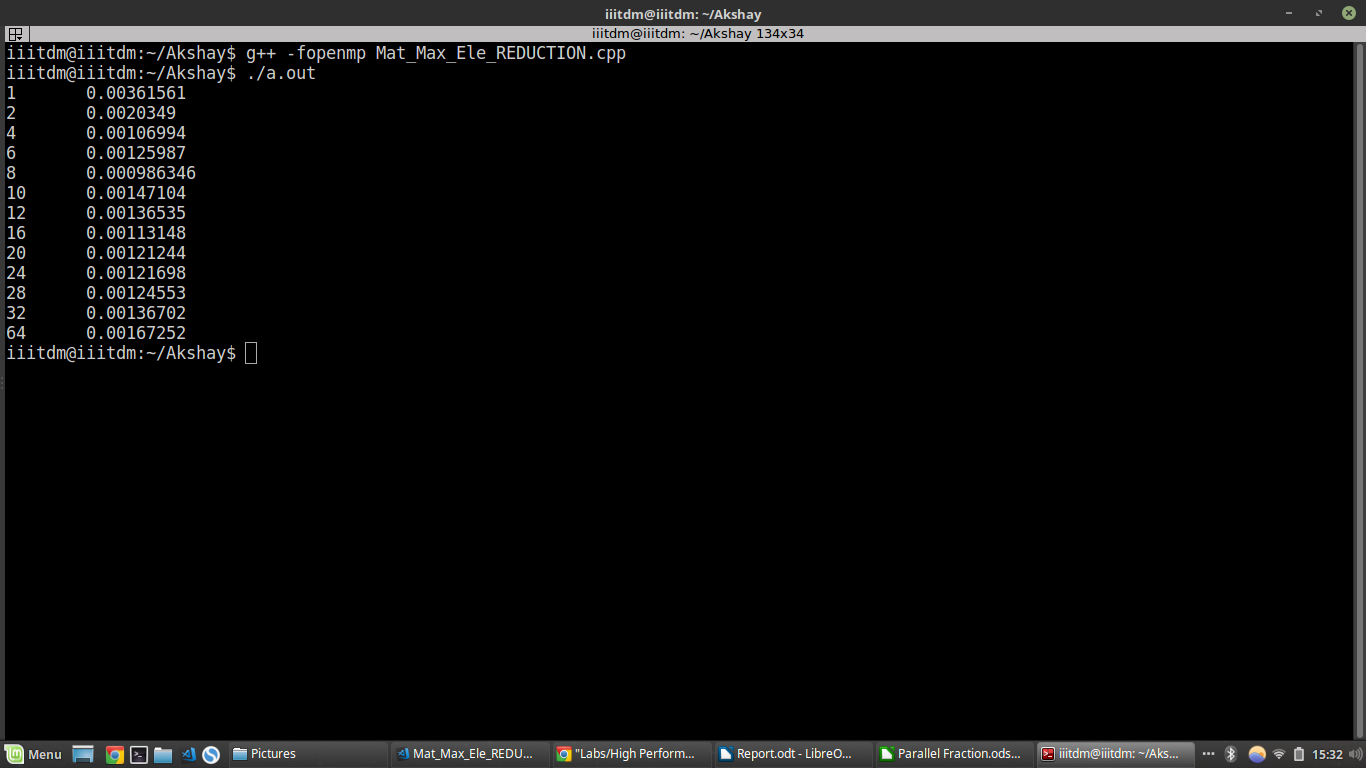 iiitdm@iiitdm: ~/Akshay
iiitdm@iiitdm: ~/Akshay 134x34
iiitdm@iiitdm:~/Akshay$ g++ -fopenmp Mat_Max_Ele_REDUCTION.cpp
iiitdm@iiitdm:~/Akshay$ ./a.out
1 0.00361561
2 0.0020349
4 0.00106994
6 0.00125987
8 0.000986346
10 0.00147104
12 0.00136535
16 0.00113148
20 0.00121244
24 0.00121698
28 0.00124553
32 0.00136702
64 0.00167252
iiitdm@iiitdm:~/Akshay$
Menu Pictures Mat_Max_Ele_REDU... "Labs/High Perform... Report.odt - LibreO... Parallel Fraction.ods... iiitdm@iiitdm: ~/Aks... 15:32